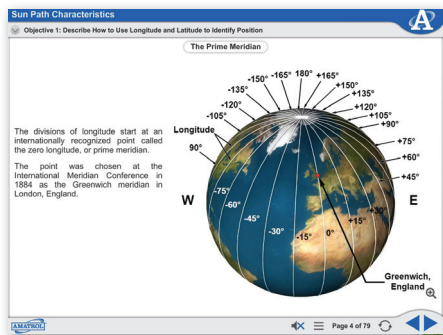 Sun Path Characteristics
Objective 1: Describe How to Use Longitude and Latitude to Identify Position
The Prime Meridian
The divisions of longitude start at an
internationally recognized point called
the zero longitude, or prime meridian.
The point was chosen at the
International Meridian Conference in
1884 as the Greenwich meridian in
London, England.
-150° -165° 180° +165°
-135° +150°
-120° +135°
-105° +120°
+105°
Longitude +90°
90° +75°
+60°
+45°
W E
-75°
-60°
-45°
-30°
-15°
0°
+15°
+30°
Greenwich,
England
AMATROL
Page 4 of 79
A